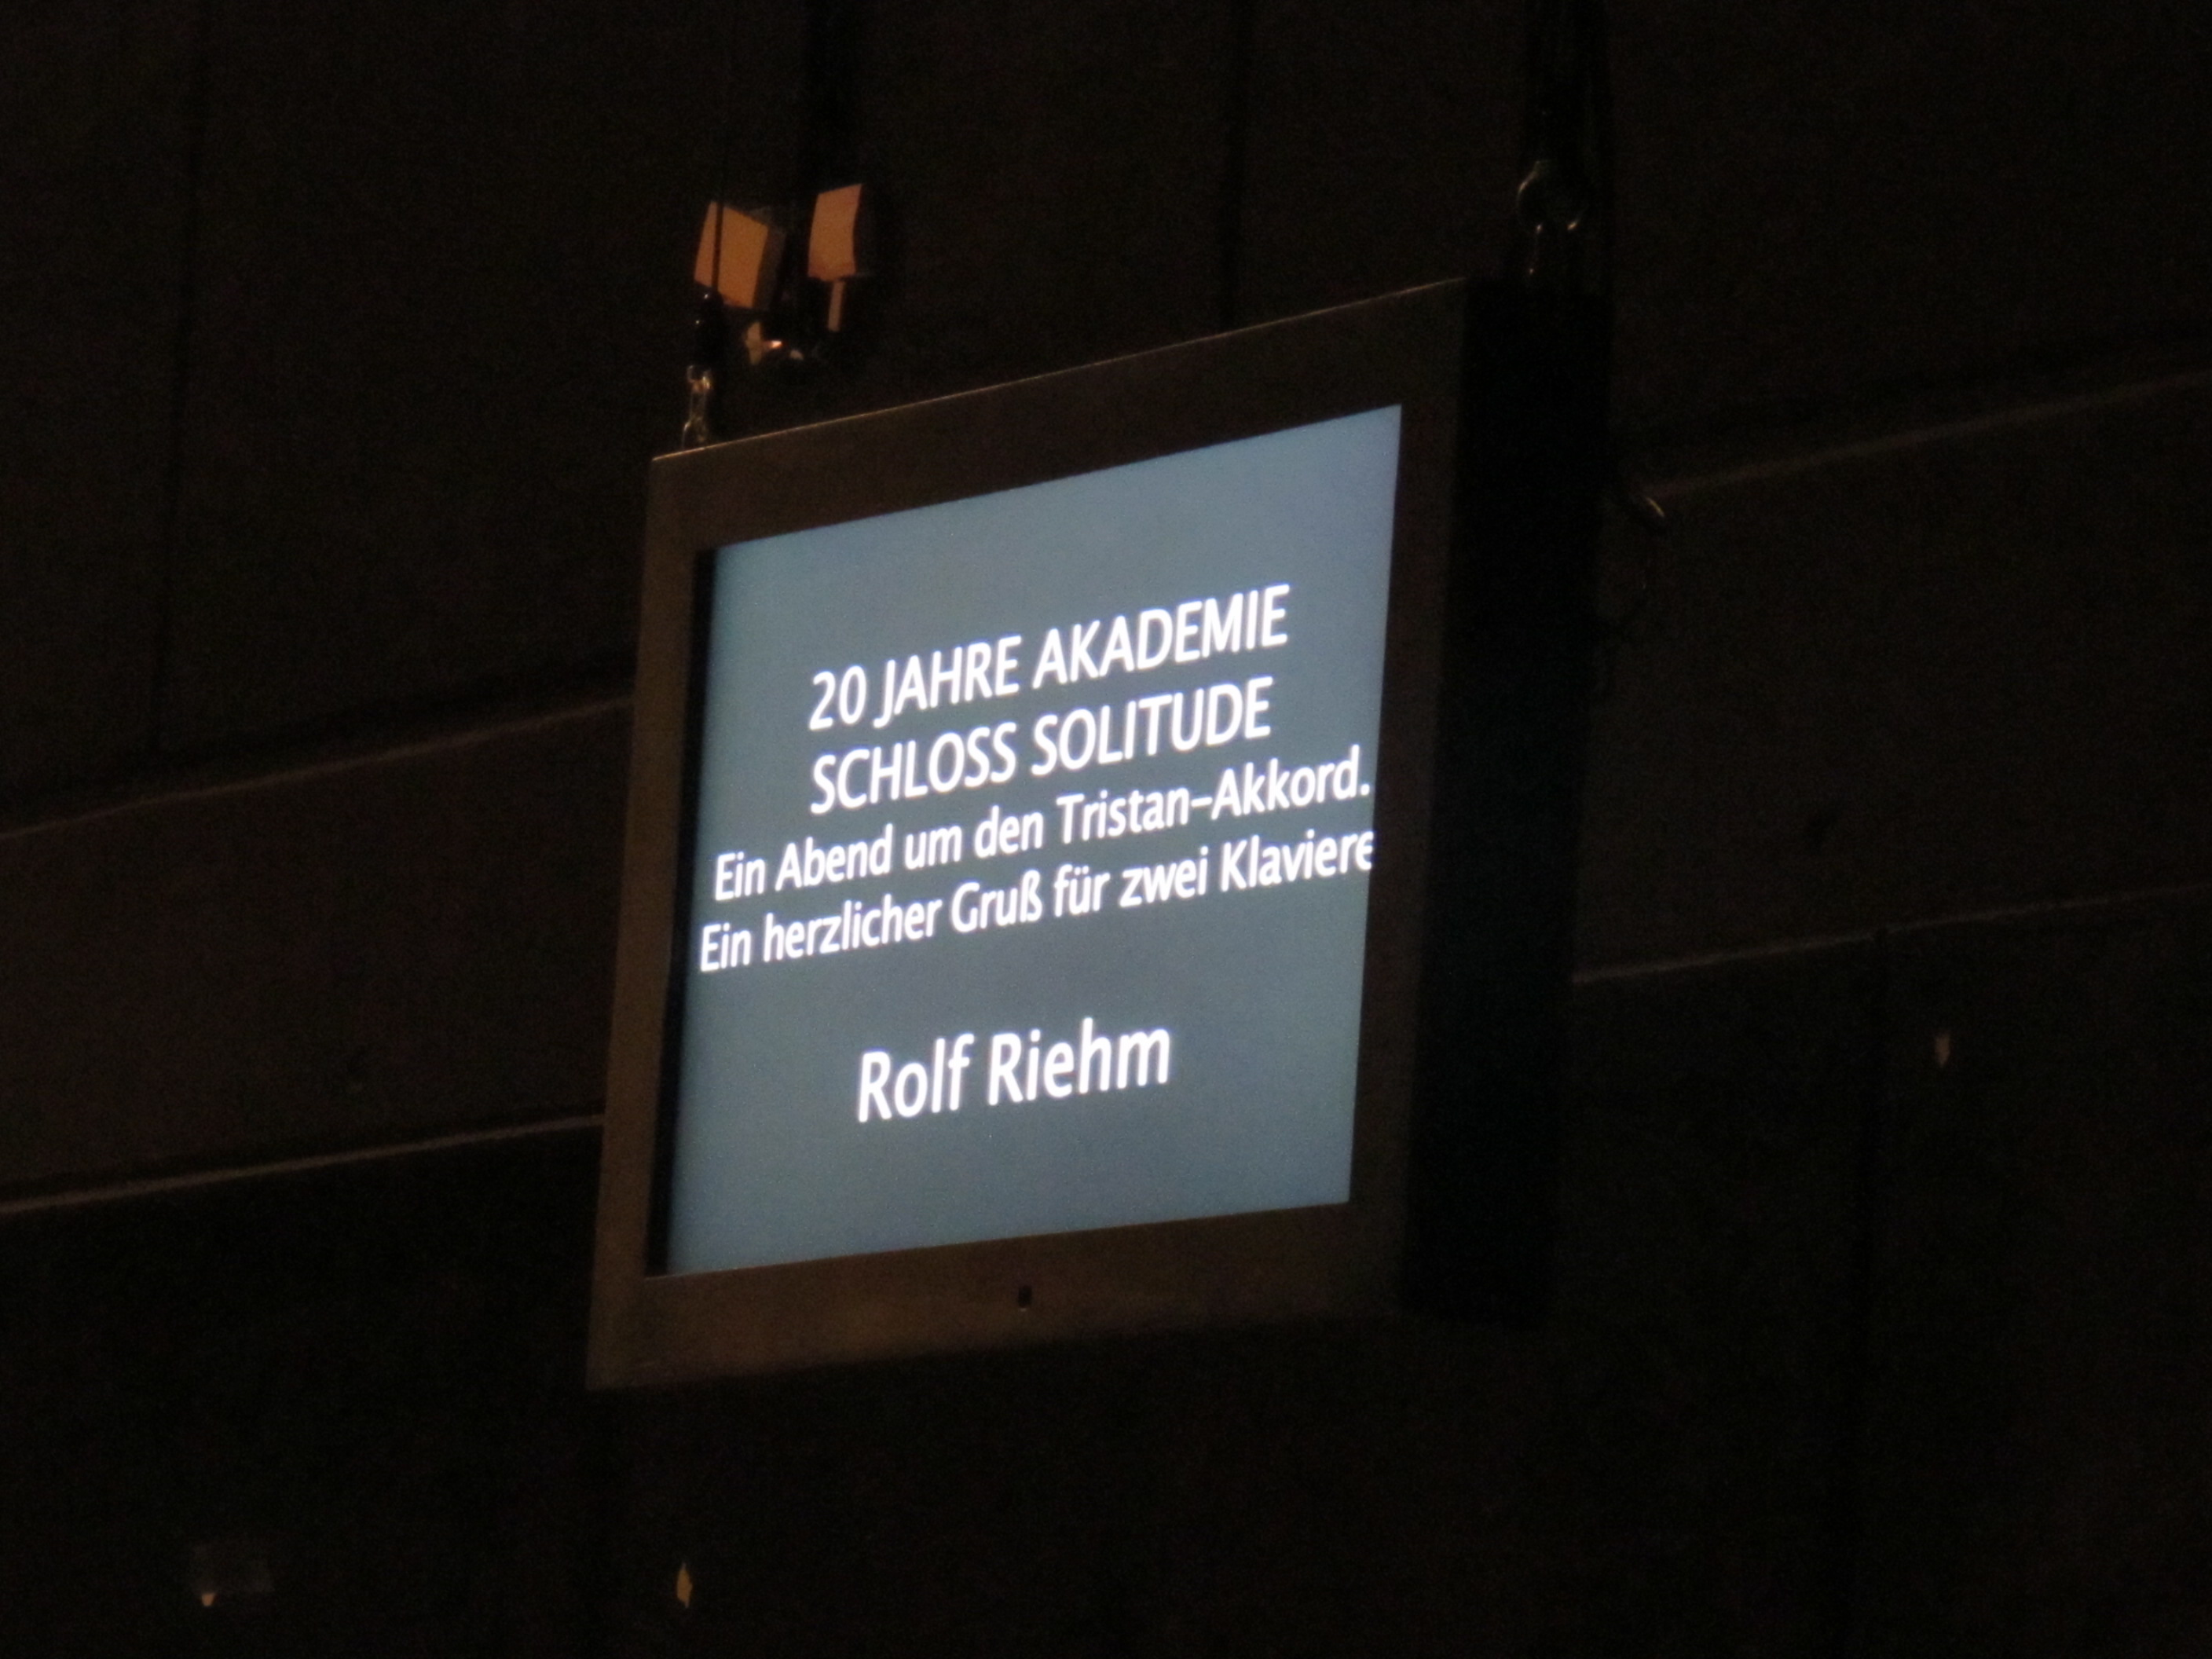 20 JAHRE AKADEMIE
SCHLOSS SOLITUDE
Ein Abend um den Tristan-Akkord.
Ein herzlicher Gruß für zwei Klaviere
Rolf Riehm